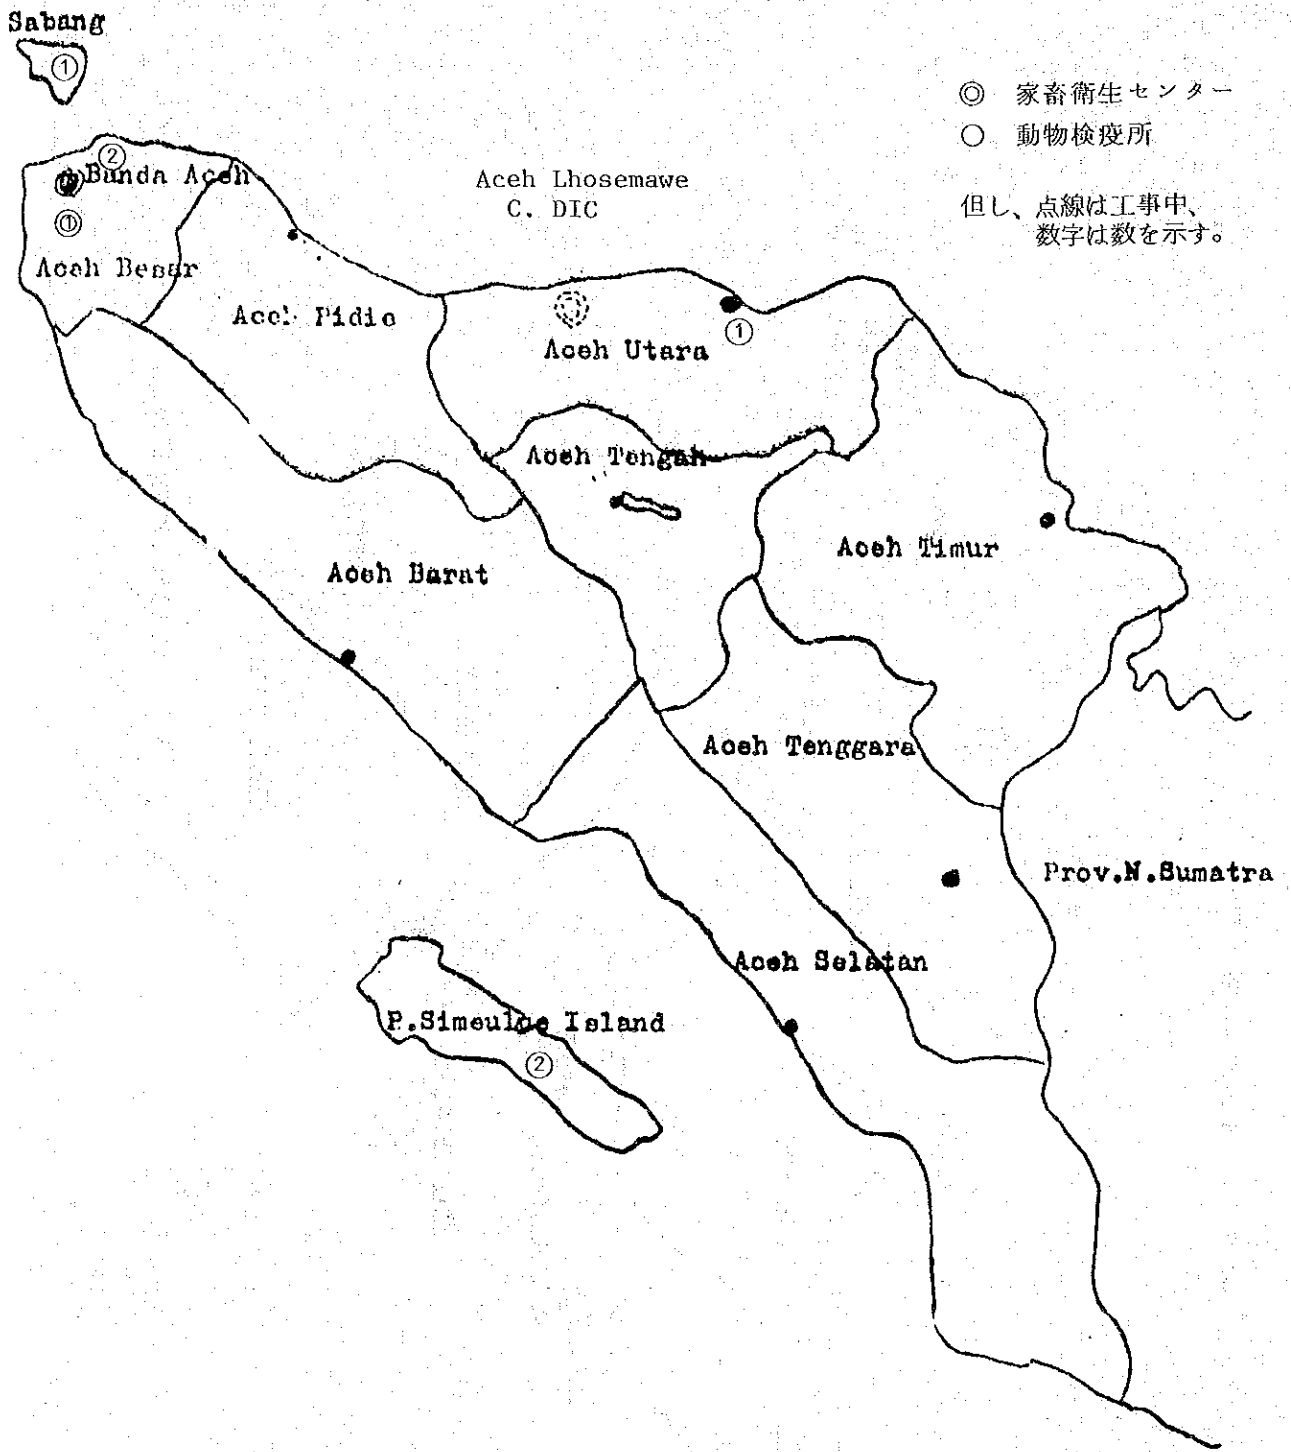 Sabang
①
◎ 家畜衛生センター
○ 動物検疫所
但し、点線は工事中、
数字は数を示す。
②
Banda Aceh
①
Aceh Besar
Aceh Lhosemawe
C. DIC
Aceh Pidie
Aceh Utara
①
Aceh Tengah
Aceh Timur
Aceh Barat
Aceh Tenggara
Prov.N.Sumatra
Aceh Selatan
P.Simeulue Island
②